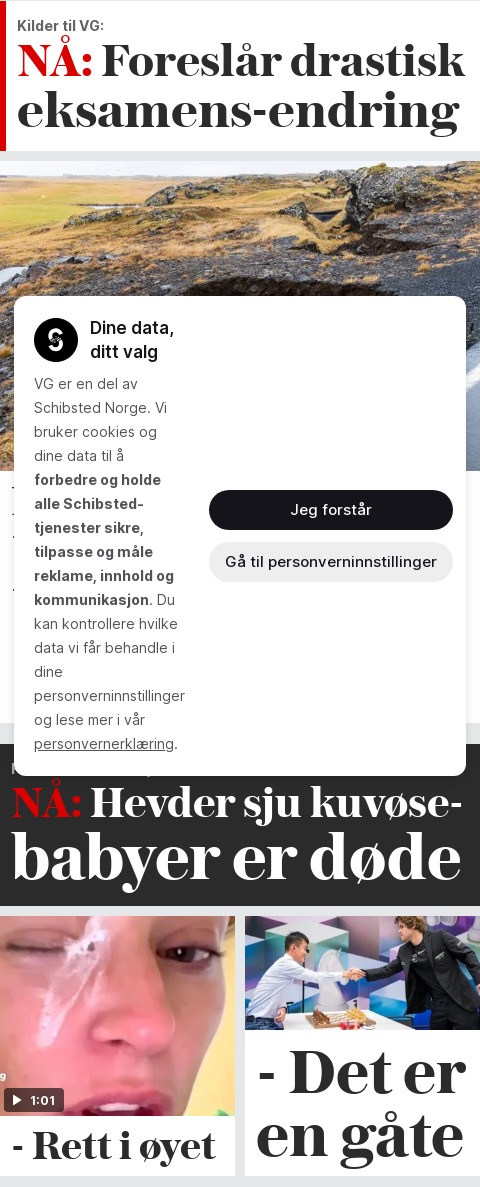 Kilder til VG:
NÅ: Foreslår drastisk
eksamens-endring
Dine data,
ditt valg
VG er en del av
Schibsted Norge. Vi
bruker cookies og
dine data til å
forbedre og holde
alle Schibsted-
tjenester sikre,
tilpasse og måle
reklame, innhold og
kommunikasjon. Du
kan kontrollere hvilke
data vi får behandle i
dine
personverninnstillinger
og lese mer i vår
personvernerklæring.
Jeg forstår
Gå til personverninnstillinger
NÅ: Hevder sju kuvøse-
babyer er døde
1:01
- Rett i øyet
- Det er
en gåte